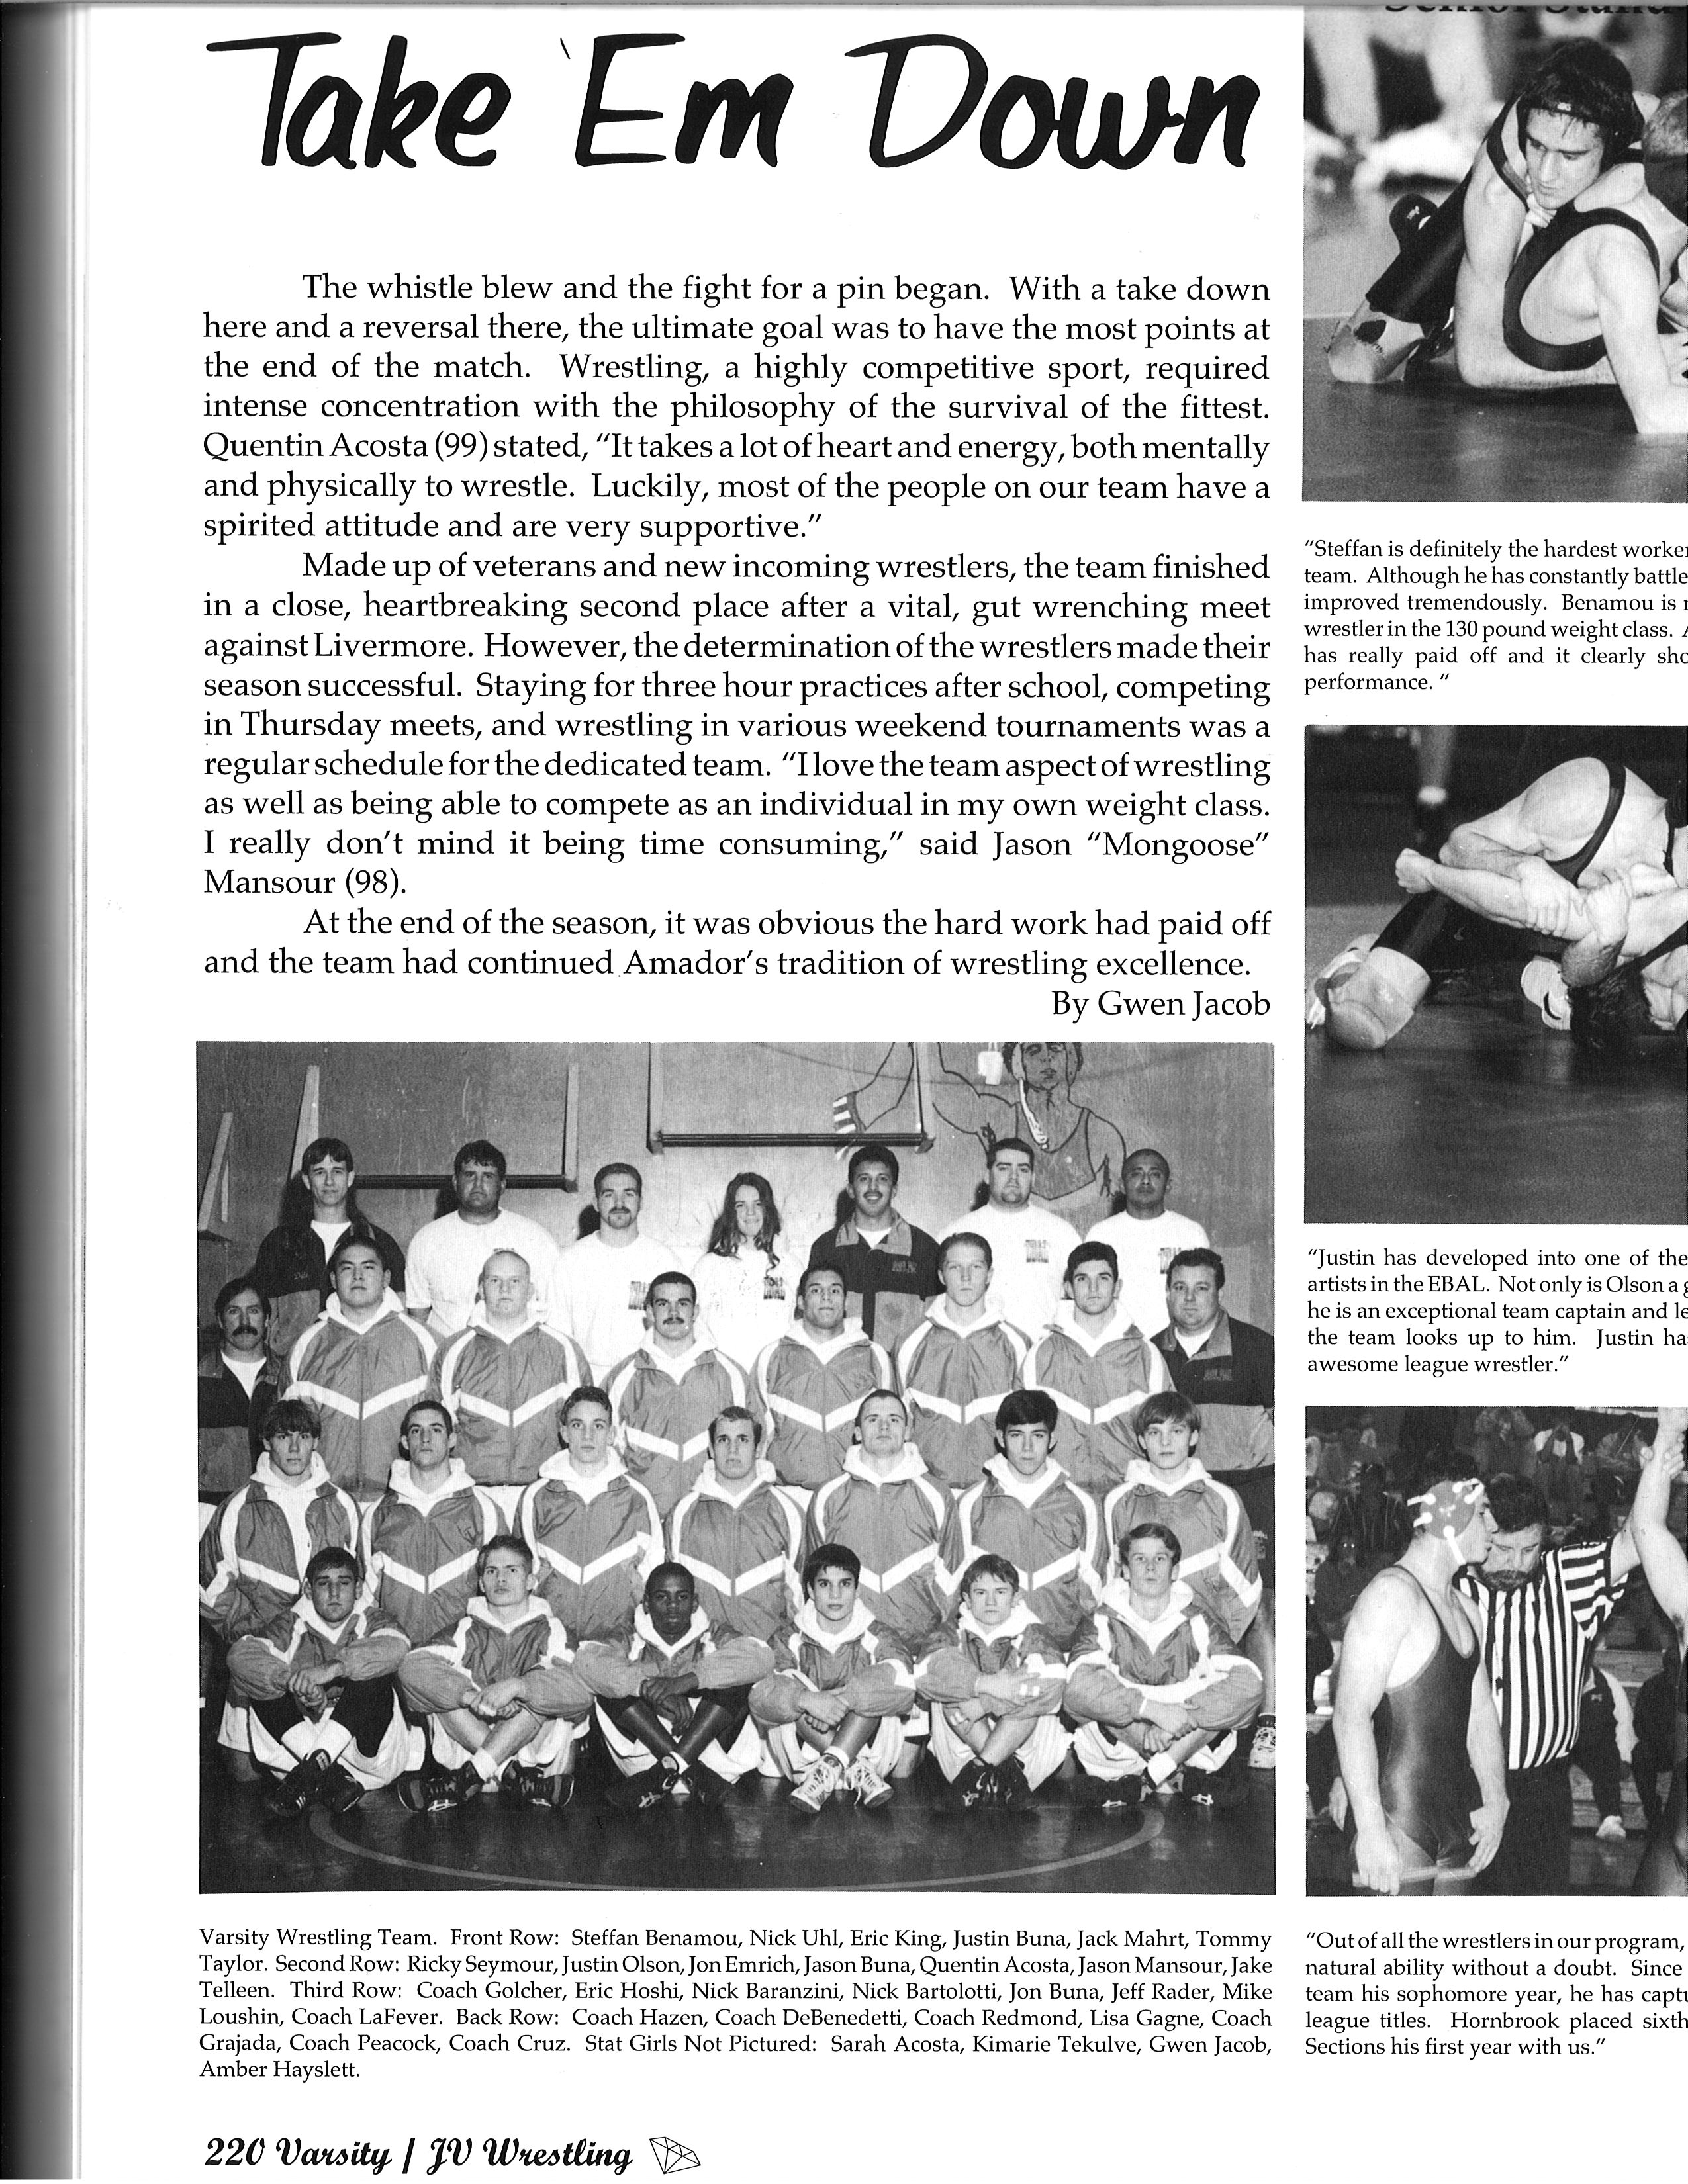 Take 'Em Down
The whistle blew and the fight for a pin began. With a take down
here and a reversal there, the ultimate goal was to have the most points at
the end of the match. Wrestling, a highly competitive sport, required
intense concentration with the philosophy of the survival of the fittest.
Quentin Acosta (99) stated, “It takes a lot of heart and energy, both mentally
and physically to wrestle. Luckily, most of the people on our team have a
spirited attitude and are very supportive.”
Made up of veterans and new incoming wrestlers, the team finished
in a close, heartbreaking second place after a vital, gut wrenching meet
against Livermore. However, the determination of the wrestlers made their
season successful. Staying for three hour practices after school, competing
in Thursday meets, and wrestling in various weekend tournaments was a
regular schedule for the dedicated team. “I love the team aspect of wrestling
as well as being able to compete as an individual in my own weight class.
I really don’t mind it being time consuming,” said Jason “Mongoose”
Mansour (98).
At the end of the season, it was obvious the hard work had paid off
and the team had continued Amador’s tradition of wrestling excellence.
By Gwen Jacob
Varsity Wrestling Team. Front Row: Steffan Benamou, Nick Uhl, Eric King, Justin Buna, Jack Mahrt, Tommy
Taylor. Second Row: Ricky Seymour, Justin Olson, Jon Emrich, Jason Buna, Quentin Acosta, Jason Mansour, Jake
Telleen. Third Row: Coach Golcher, Eric Hoshi, Nick Baranzini, Nick Bartolotti, Jon Buna, Jeff Rader, Mike
Loushin, Coach LaFever. Back Row: Coach Hazen, Coach DeBenedetti, Coach Redmond, Lisa Gagne, Coach
Grajada, Coach Peacock, Coach Cruz. Stat Girls Not Pictured: Sarah Acosta, Kimarie Tekulve, Gwen Jacob,
Amber Hayslett.
220 Varsity / JV Wrestling
“Steffan is definitely the hardest
team. Although he has constantly
improved tremendously. Benamou is
wrestler in the 130 pound weight class.
has really paid off and it clearly
performance. “
“Justin has developed into one of the
artists in the EBAL. Not only is Olson a
he is an exceptional team captain and
the team looks up to him. Justin
awesome league wrestler.”
“Out of all the wrestlers in our program,
natural ability without a doubt. Since
team his sophomore year, he has
league titles. Hornbrook placed sixth
Sections his first year with us.”